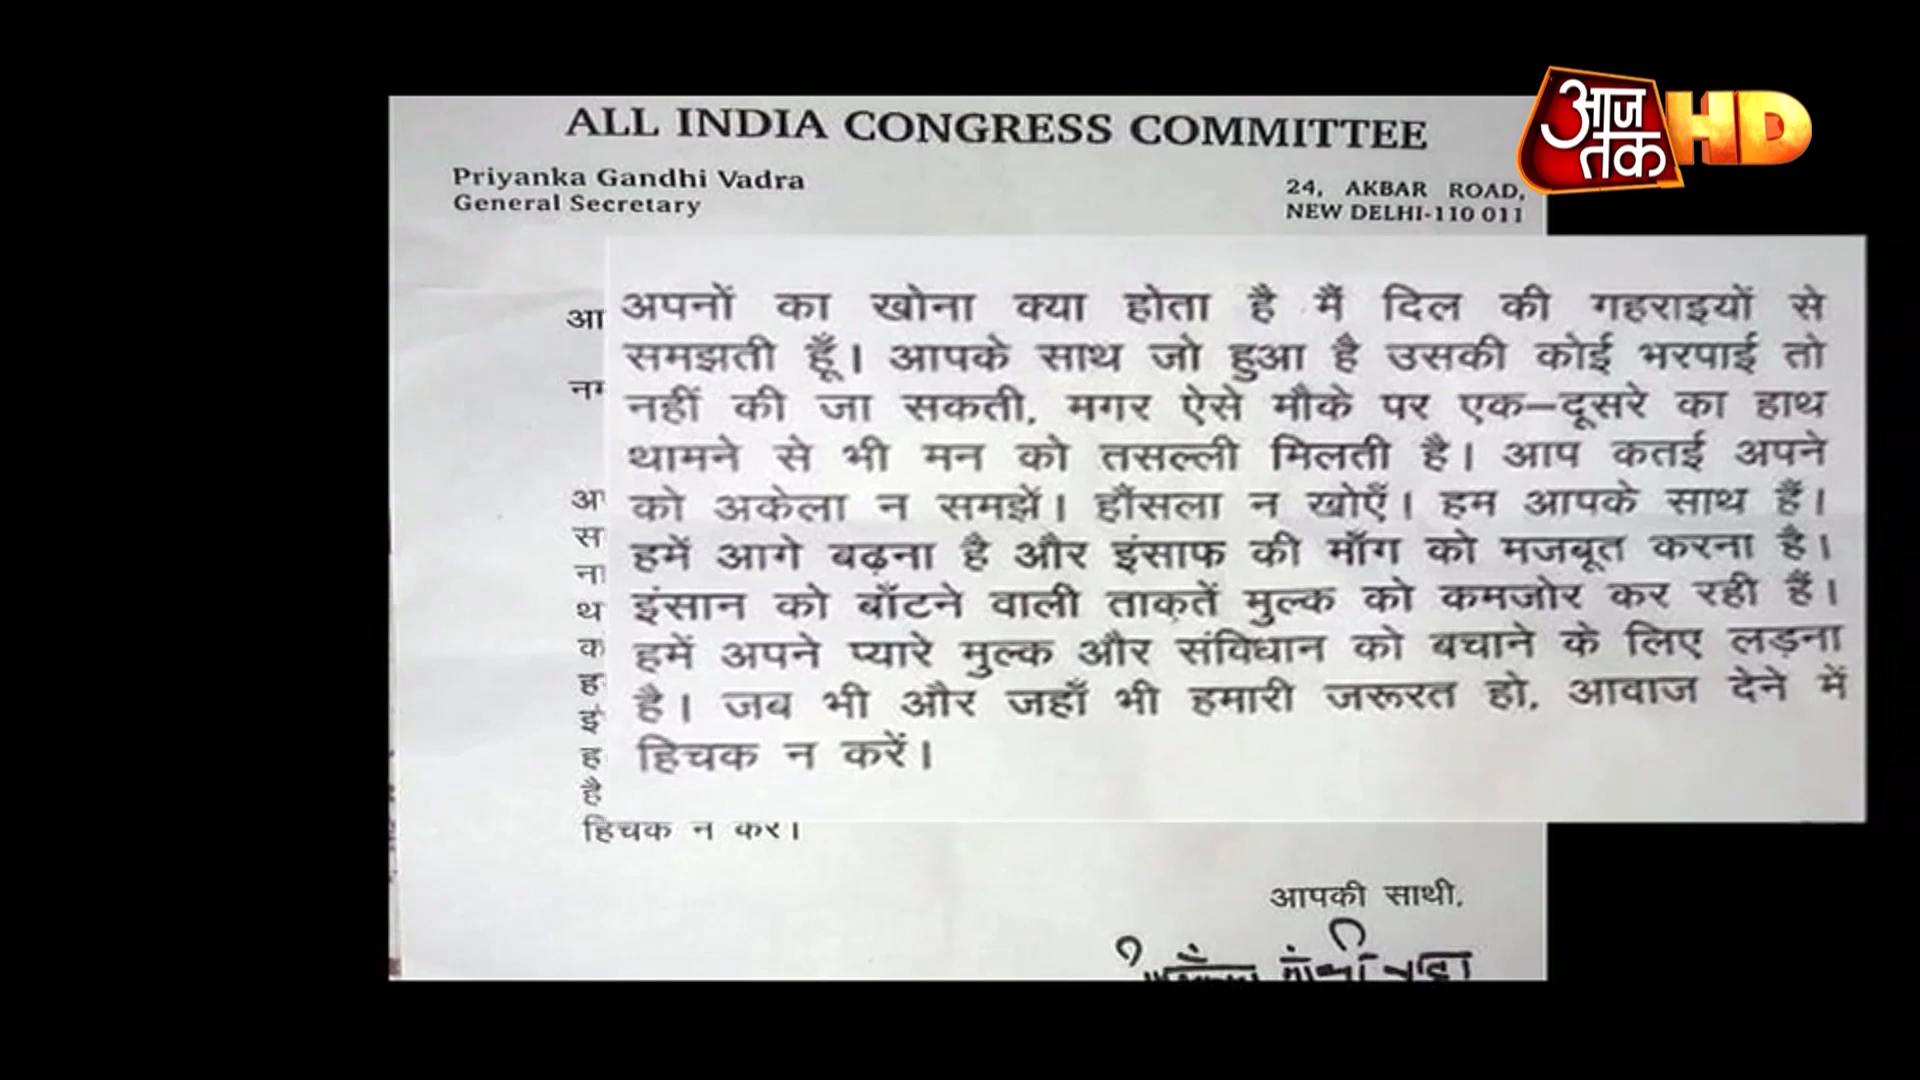 आज तक HD
ALL INDIA CONGRESS COMMITTEE
Priyanka Gandhi Vadra
General Secretary
24, AKBAR ROAD,
NEW DELHI-110 011
अपनों का खोना क्या होता है मैं दिल की गहराइयों से
समझती हूँ। आपके साथ जो हुआ है उसकी कोई भरपाई तो
नहीं की जा सकती, मगर ऐसे मौके पर एक–दूसरे का हाथ
थामने से भी मन को तसल्ली मिलती है। आप कतई अपने
को अकेला न समझें। हौंसला न खोएँ। हम आपके साथ हैं।
हमें आगे बढ़ना है और इंसाफ की माँग को मजबूत करना है।
इंसान को बाँटने वाली ताक़तें मुल्क को कमजोर कर रही हैं।
हमें अपने प्यारे मुल्क और संविधान को बचाने के लिए लड़ना
है। जब भी और जहाँ भी हमारी जरूरत हो, आवाज देने में
हिचक न करें।
हिचक न करें।
आपकी साथी,